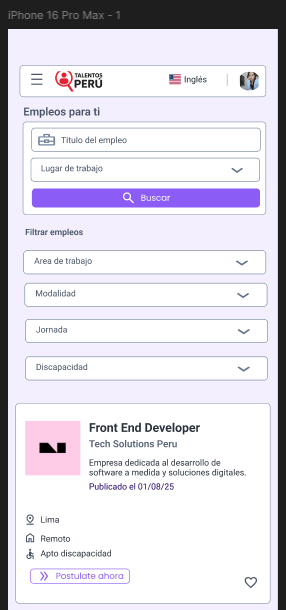 iPhone 16 Pro Max - 1
TALENTOS
PERÚ
Inglés
Empleos para ti
Titulo del empleo
Lugar de trabajo
Buscar
Filtrar empleos
Area de trabajo
Modalidad
Jornada
Discapacidad
Front End Developer
Tech Solutions Peru
Empresa dedicada al desarrollo de
software a medida y soluciones digitales.
Publicado el 01/08/25
Lima
Remoto
Apto discapacidad
Postulate ahora